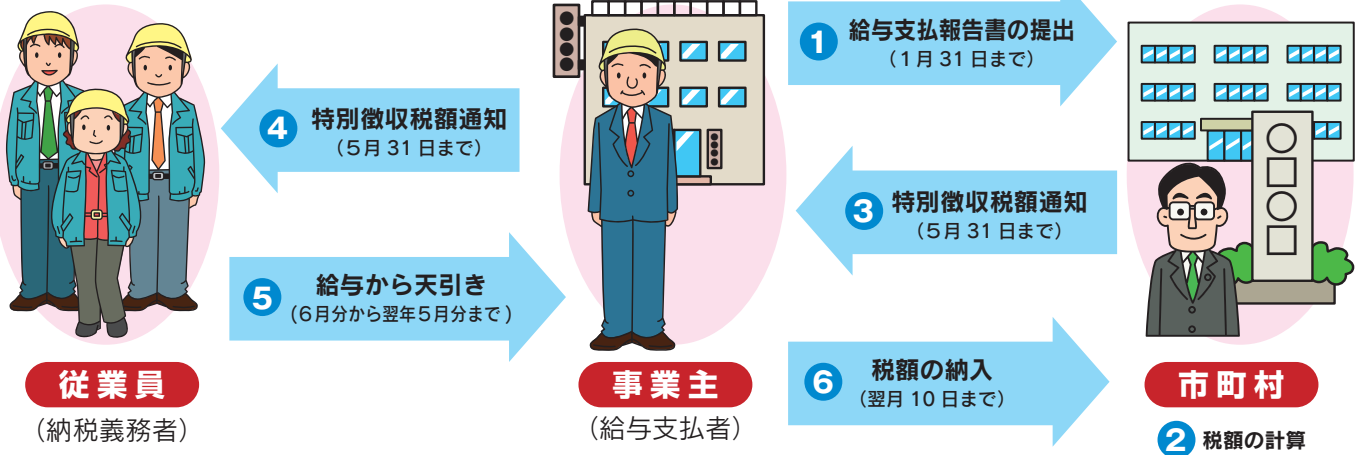 1 給与支払報告書の提出
(1月31日まで)
2 税額の計算
3 特別徴収税額通知
(5月31日まで)
4 特別徴収税額通知
(5月31日まで)
5 給与から天引き
(6月分から翌年5月分まで)
6 税額の納入
(翌月10日まで)
従業員
(納税義務者)
事業主
(給与支払者)
市町村
○□○□